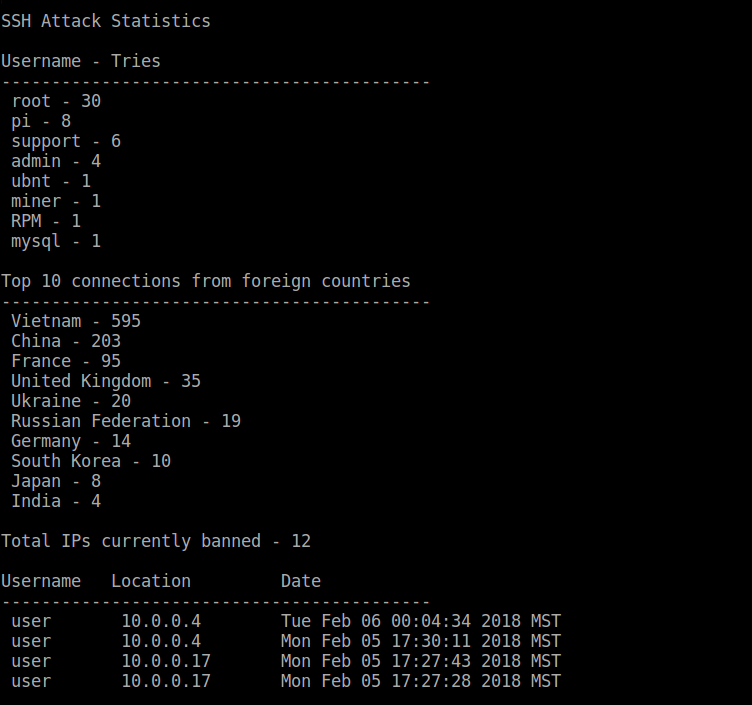 SSH Attack Statistics
Username - Tries
-------------------------------------------
root - 30
pi - 8
support - 6
admin - 4
ubnt - 1
miner - 1
RPM - 1
mysql - 1
Top 10 connections from foreign countries
-------------------------------------------
Vietnam - 595
China - 203
France - 95
United Kingdom - 35
Ukraine - 20
Russian Federation - 19
Germany - 14
South Korea - 10
Japan - 8
India - 4
Total IPs currently banned - 12
Username   Location         Date
-------------------------------------------
user       10.0.0.4        Tue Feb 06 00:04:34 2018 MST
user       10.0.0.4        Mon Feb 05 17:30:11 2018 MST
user       10.0.0.17       Mon Feb 05 17:27:43 2018 MST
user       10.0.0.17       Mon Feb 05 17:27:28 2018 MST